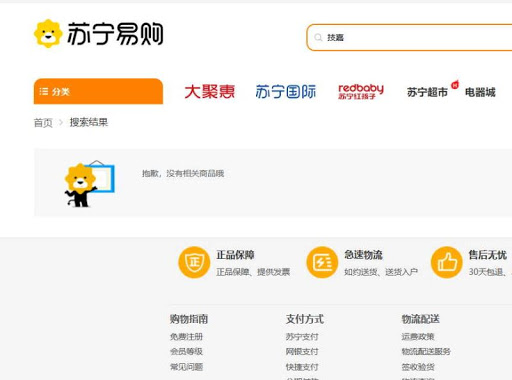 苏宁易购
技嘉
分类
大聚惠
苏宁国际
redbaby
苏宁红孩子
苏宁超市
电器城
首页 > 搜索结果
抱歉，没有相关商品哦
正
正品保障
正品保障、提供发票
急速物流
如约送货、送货入户
售后无忧
30天包退、
购物指南
支付方式
物流配送
免费注册
苏宁支付
运费政策
会员等级
网银支付
物流配送服务
常见问题
快捷支付
签收验货